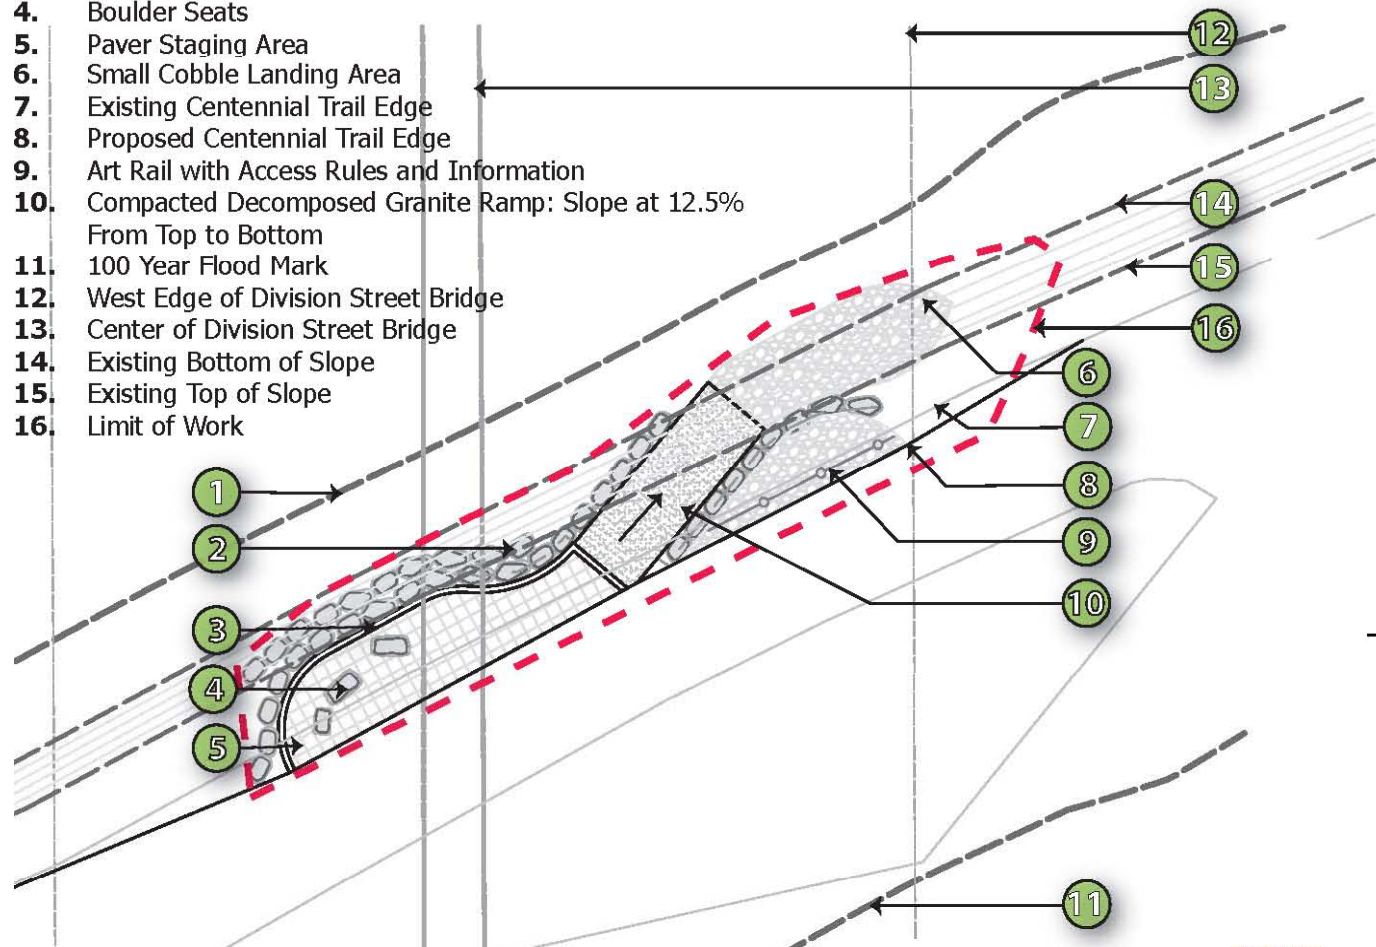 4. Boulder Seats
5. Paver Staging Area
6. Small Cobble Landing Area
7. Existing Centennial Trail Edge
8. Proposed Centennial Trail Edge
9. Art Rail with Access Rules and Information
10. Compacted Decomposed Granite Ramp: Slope at 12.5%
From Top to Bottom
11. 100 Year Flood Mark
12. West Edge of Division Street Bridge
13. Center of Division Street Bridge
14. Existing Bottom of Slope
15. Existing Top of Slope
16. Limit of Work
12
13
14
15
16
6
7
8
9
10
11
1
2
3
4
5